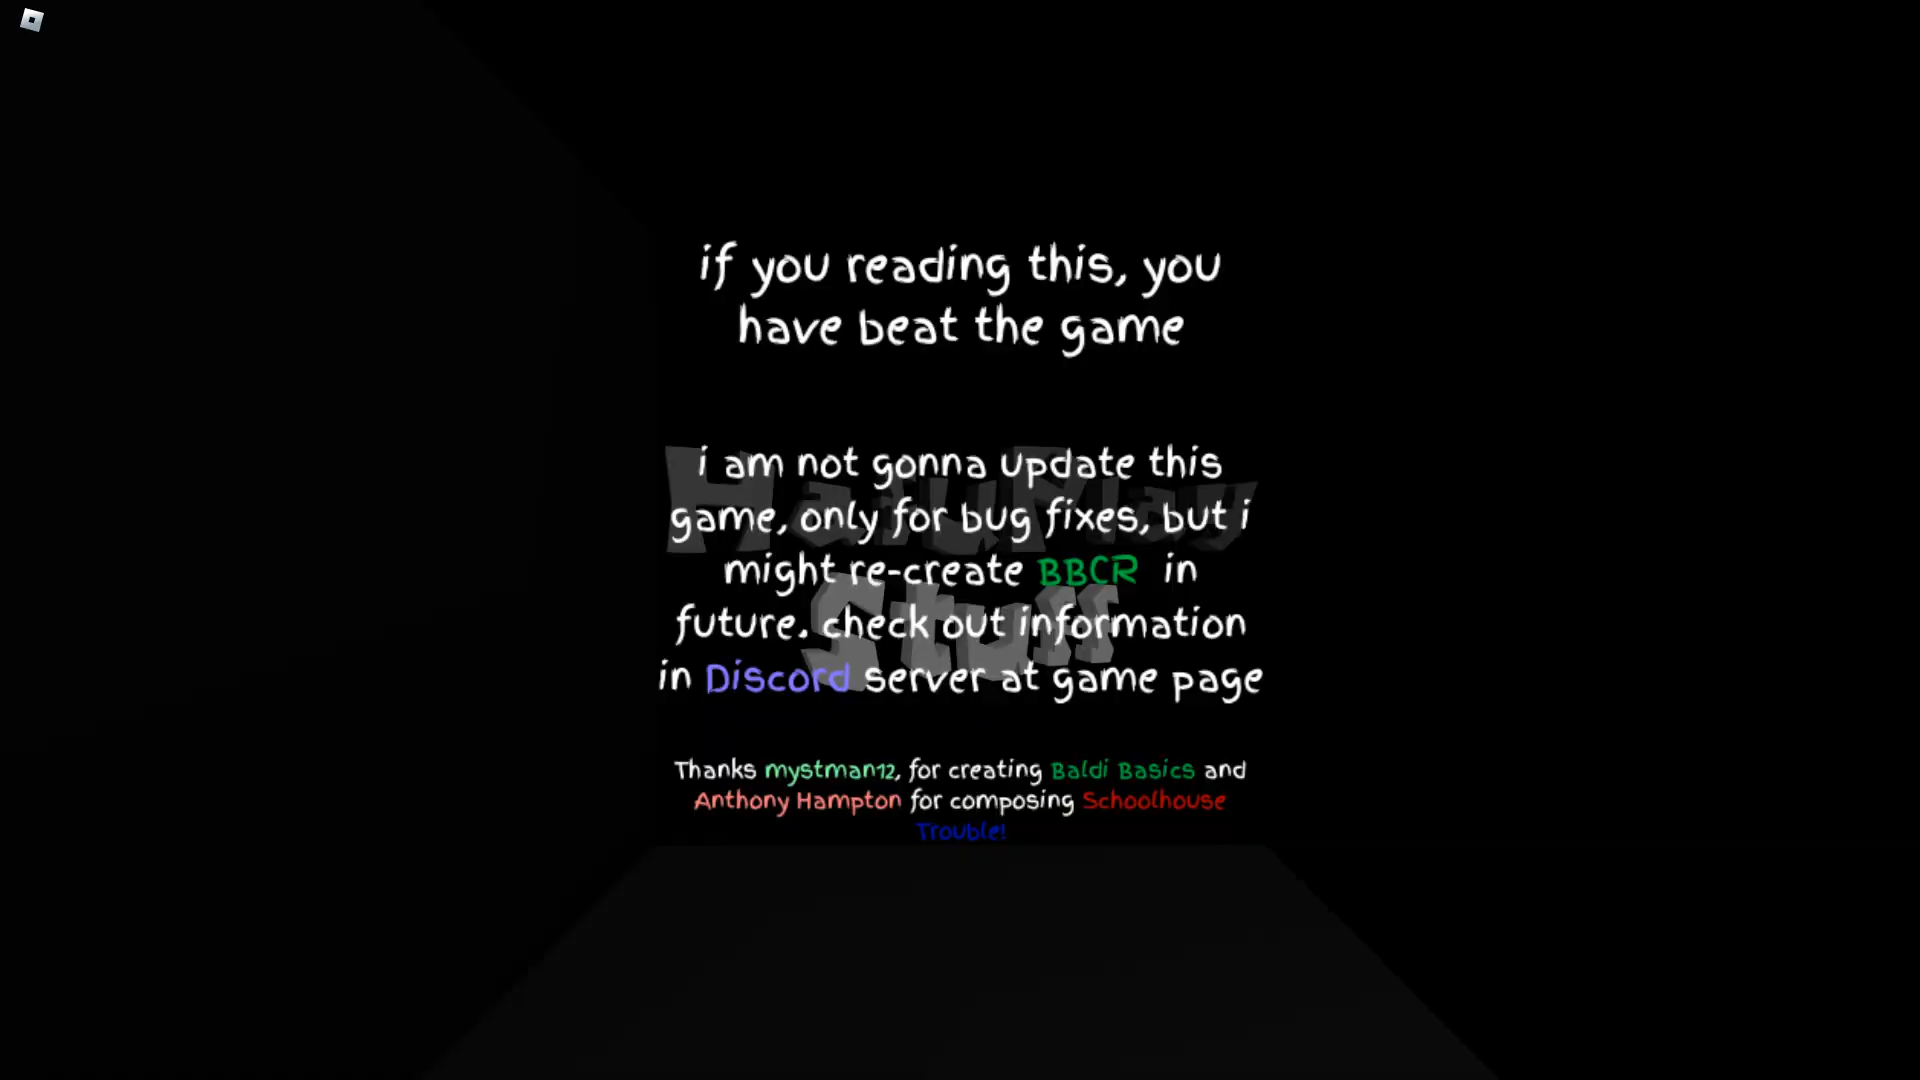 if you reading this, you
have beat the game
i am not gonna update this
game, only for bug fixes, but i
might re-create BBCR in
future. check out information
in Discord server at game page
HafuPlay
Stuff
Thanks mystman12, for creating Baldi Basics and
Anthony Hampton for composing Schoolhouse
Trouble!